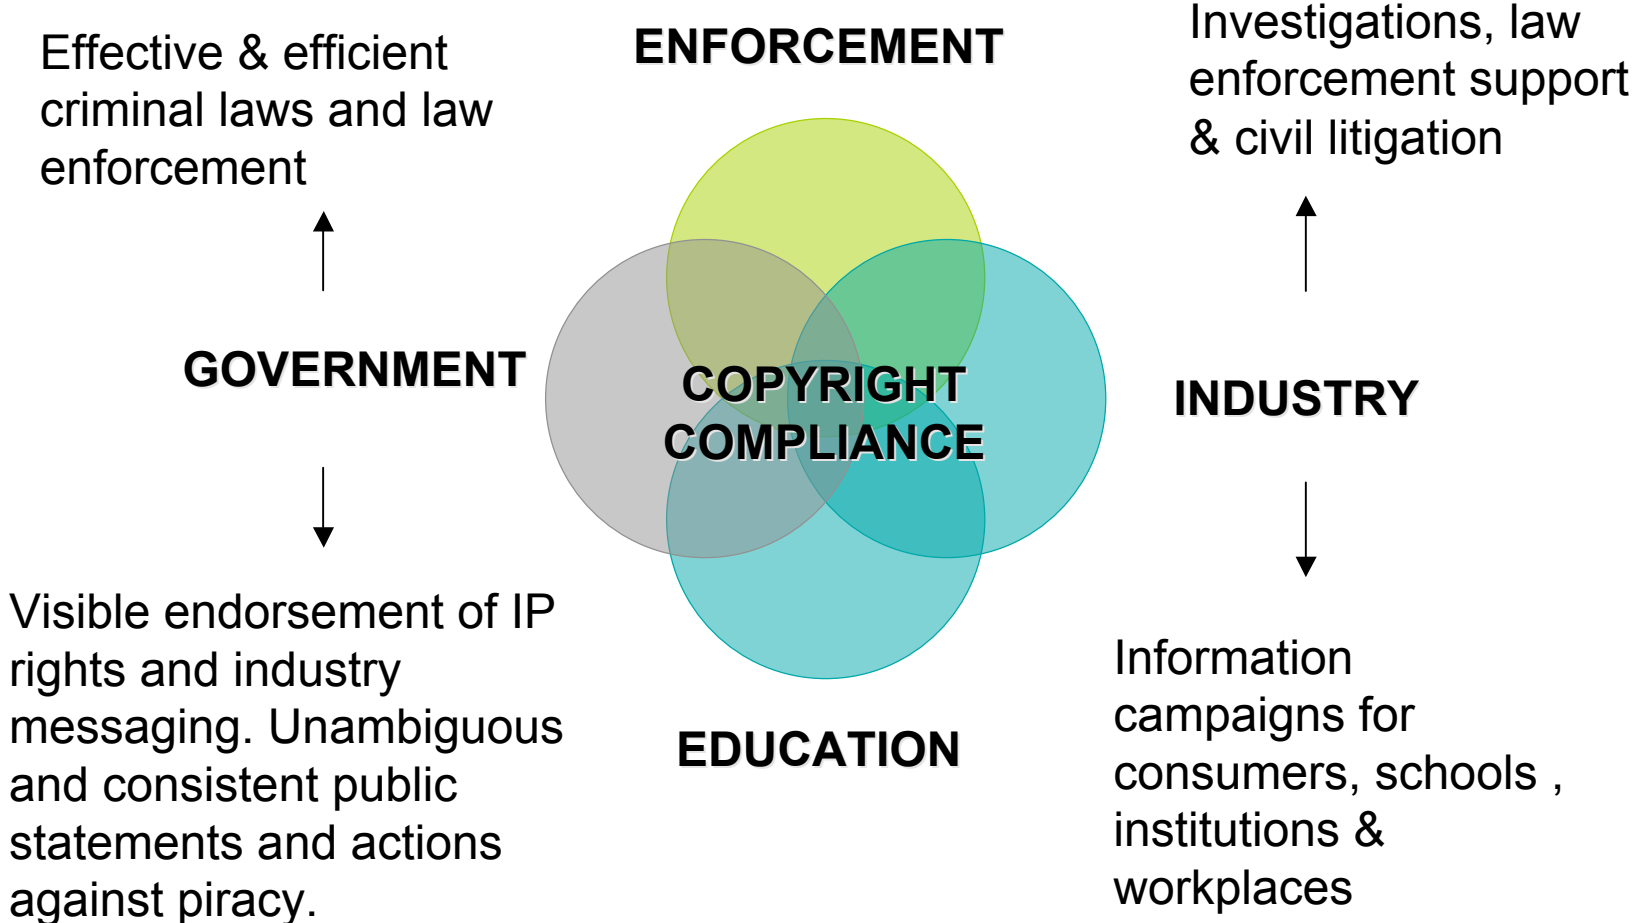 Effective & efficient
criminal laws and law
enforcement
ENFORCEMENT
Investigations, law
enforcement support
& civil litigation
GOVERNMENT
COPYRIGHT
COMPLIANCE
INDUSTRY
Visible endorsement of IP
rights and industry
messaging. Unambiguous
and consistent public
statements and actions
against piracy.
EDUCATION
Information
campaigns for
consumers, schools ,
institutions &
workplaces